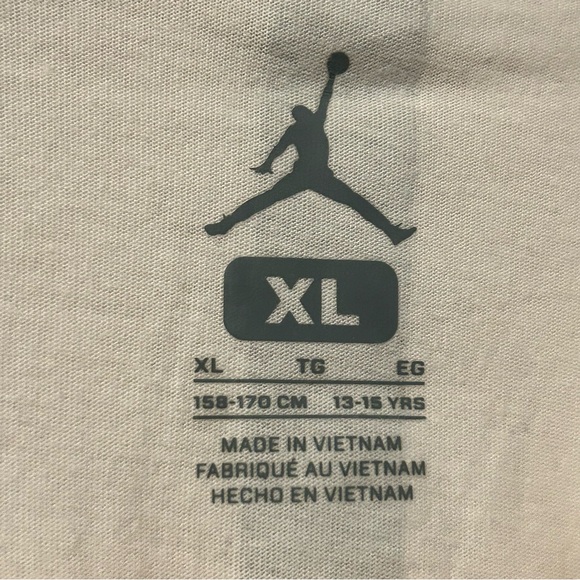 XL
XL TG EG
158-170 CM 13-15 YRS
MADE IN VIETNAM
FABRIQUÉ AU VIETNAM
HECHO EN VIETNAM